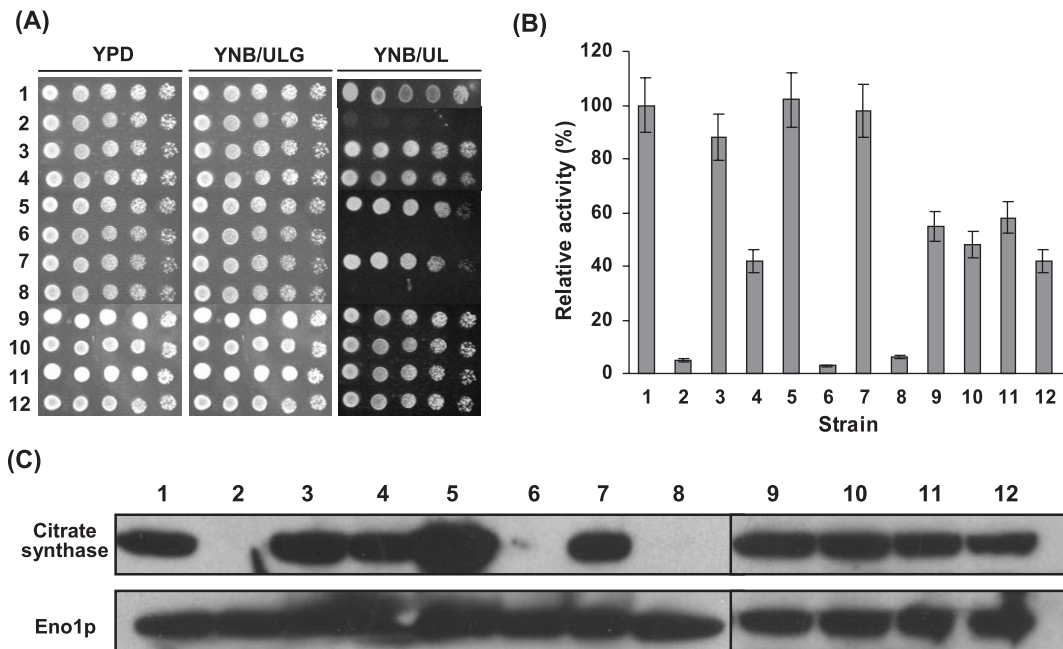 (A)
YPD YNB/ULG YNB/UL
1
2
3
4
5
6
7
8
9
10
11
12
(B)
Relative activity (%)
120
100
80
60
40
20
0
1 2 3 4 5 6 7 8 9 10 11 12
Strain
(C)
1 2 3 4 5 6 7 8 9 10 11 12
Citrate
synthase
Eno1p